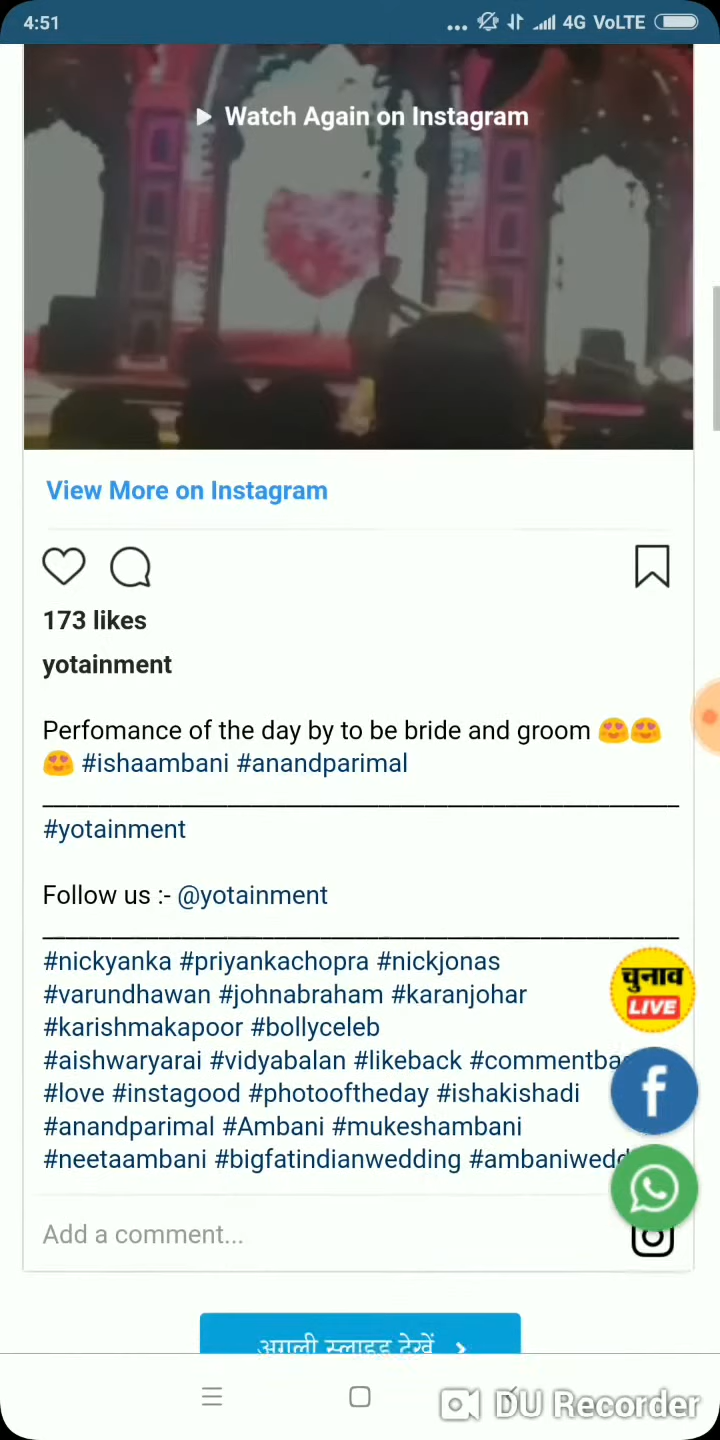 4:51
... 4G VoLTE
Watch Again on Instagram
View More on Instagram
173 likes
yotainment
Perfomance of the day by to be bride and groom 😍😍
😍 #ishaambani #anandparimal
#yotainment
Follow us :- @yotainment
#nickyanka #priyankachopra #nickjonas
#varundhawan #johnabraham #karanjohar
#karishmakapoor #bollyceleb
#aishwaryarai #vidyabalan #likeback
#love #instagood #photooftheday #ishakishadi
#anandparimal #Ambani #mukeshambani
#neetaambani #bigfatindianwedding
चुनाव
LIVE
f
Add a comment...
अगली स्लाइड देखें
DU Recorder